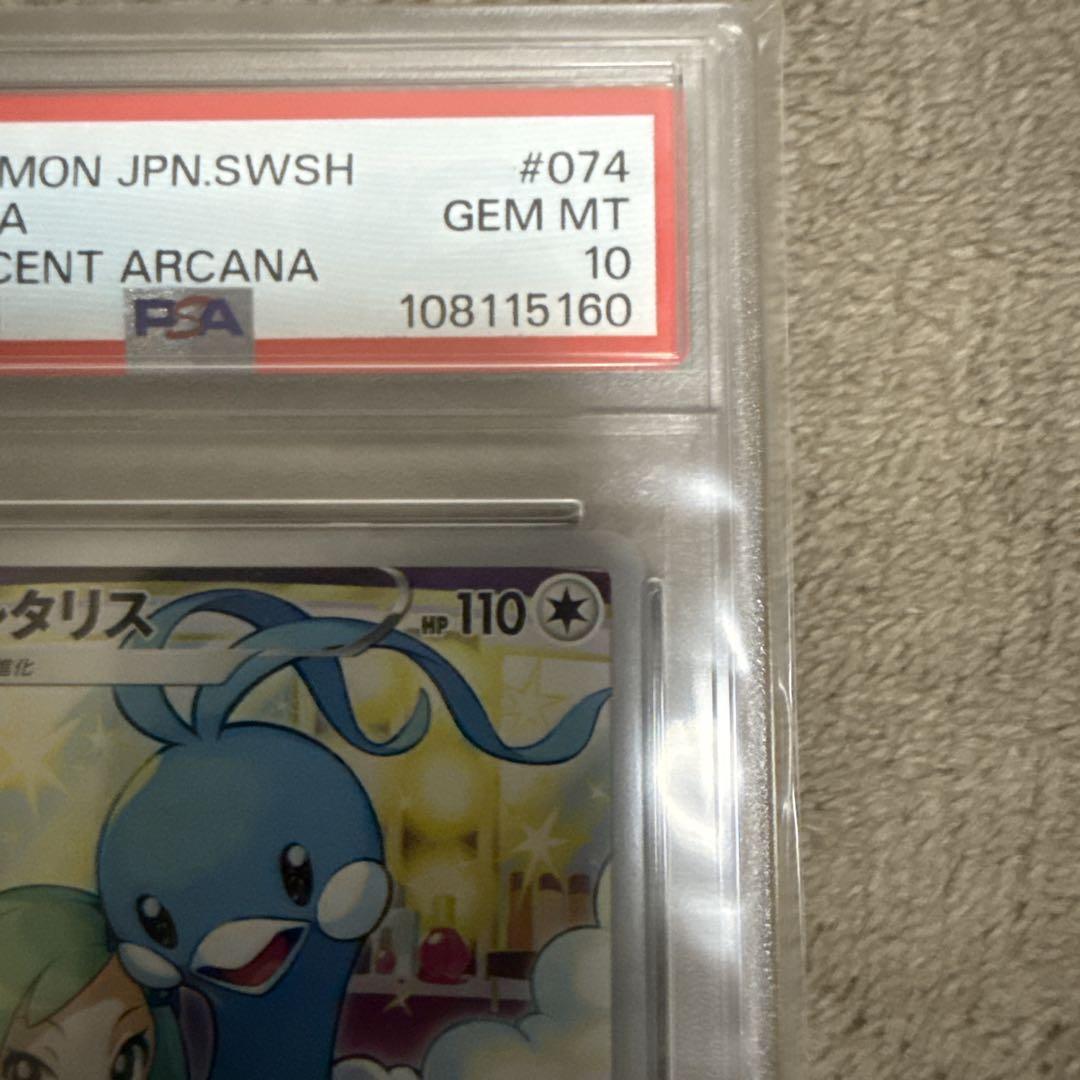 MON JPN.SWSH #074
A GEM MT
CENT ARCANA 10
PSA 108115160
タリス HP 110
進化